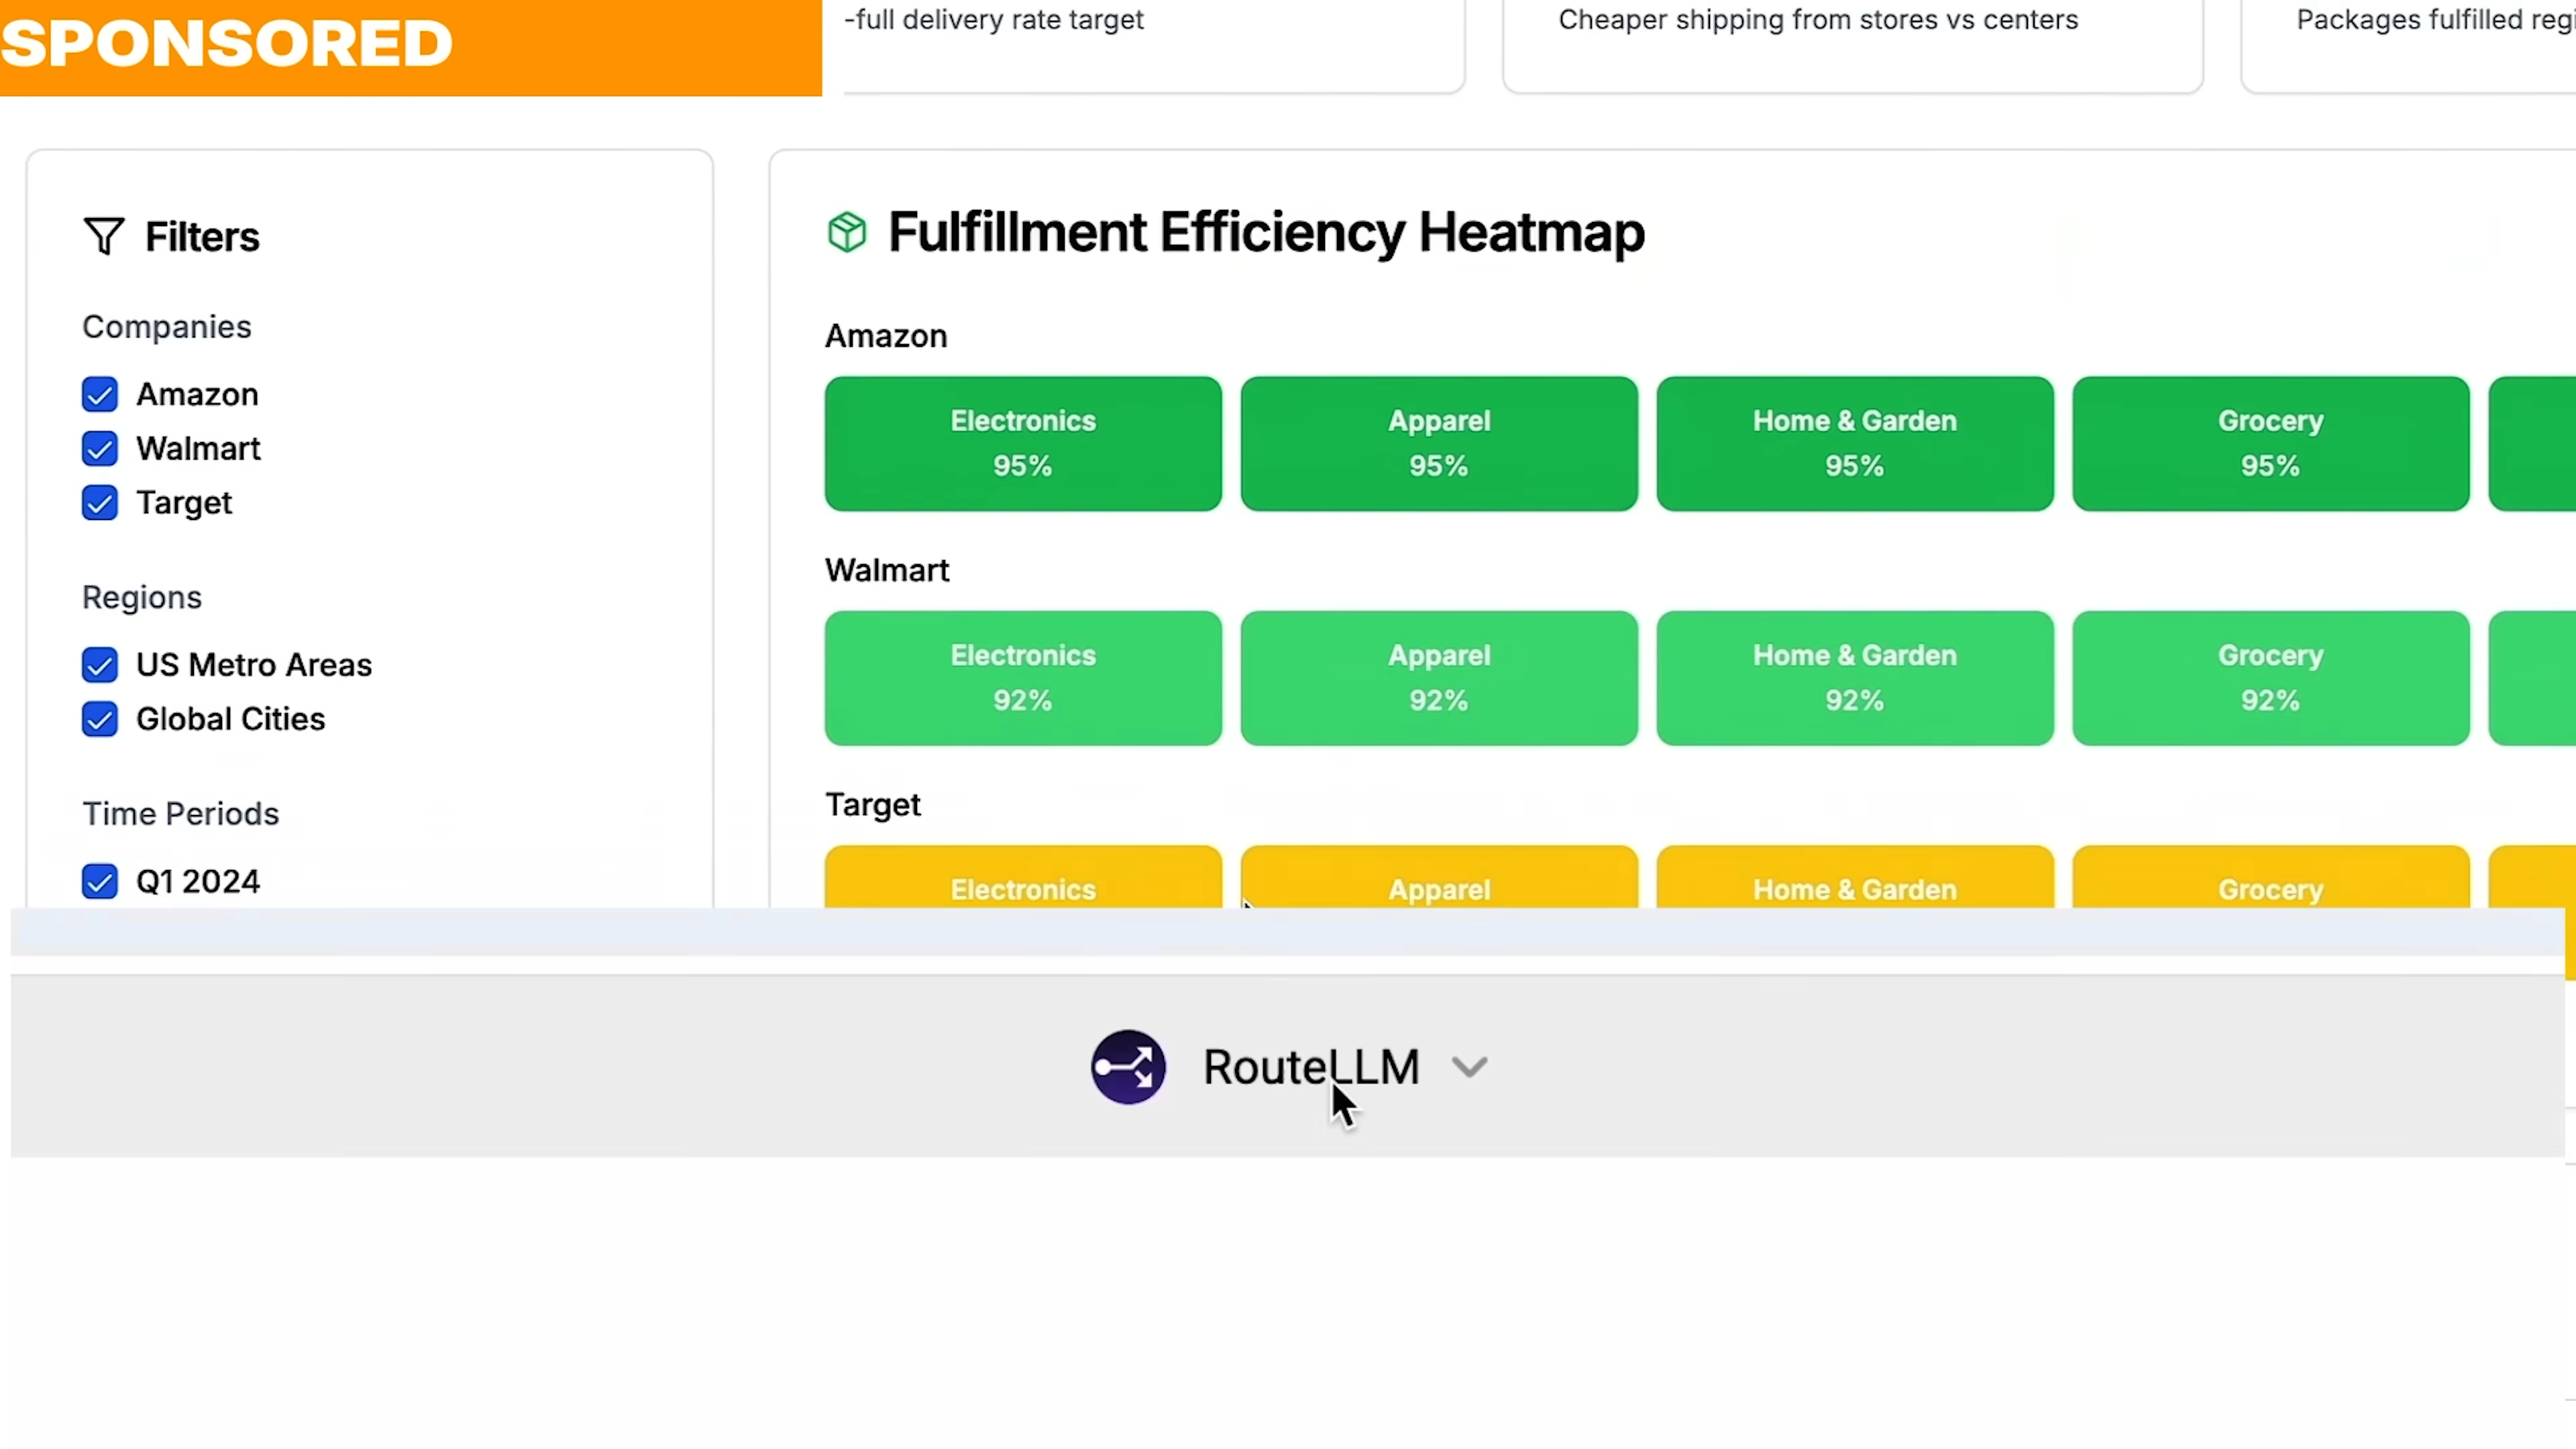 SPONSORED
-full delivery rate target
Cheaper shipping from stores vs centers
Packages fulfilled regi
Filters
Companies
Amazon
Walmart
Target
Regions
US Metro Areas
Global Cities
Time Periods
Q1 2024
Fulfillment Efficiency Heatmap
Amazon
Electronics
95%
Apparel
95%
Home & Garden
95%
Grocery
95%
Walmart
Electronics
92%
Apparel
92%
Home & Garden
92%
Grocery
92%
Target
Electronics
Apparel
Home & Garden
Grocery
RouteLLM